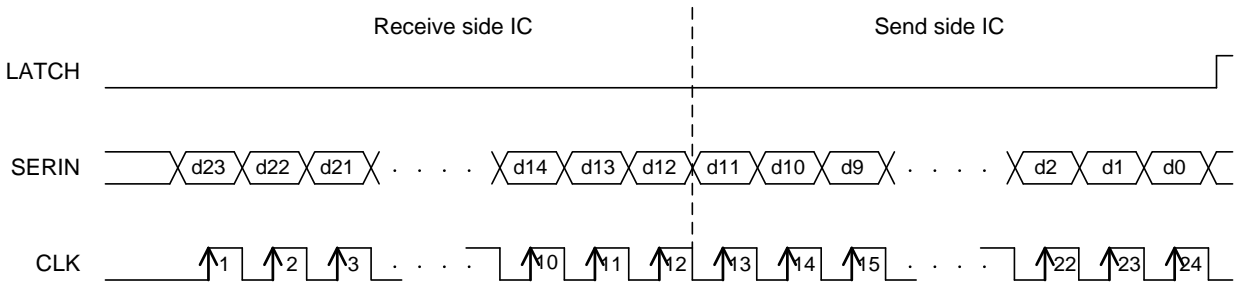 Receive side IC Send side IC
LATCH
SERIN d23 d22 d21 . . . . d14 d13 d12 d11 d10 d9 . . . . d2 d1 d0
CLK 1 2 3 . . . . 10 11 12 13 14 15 . . . . 22 23 24